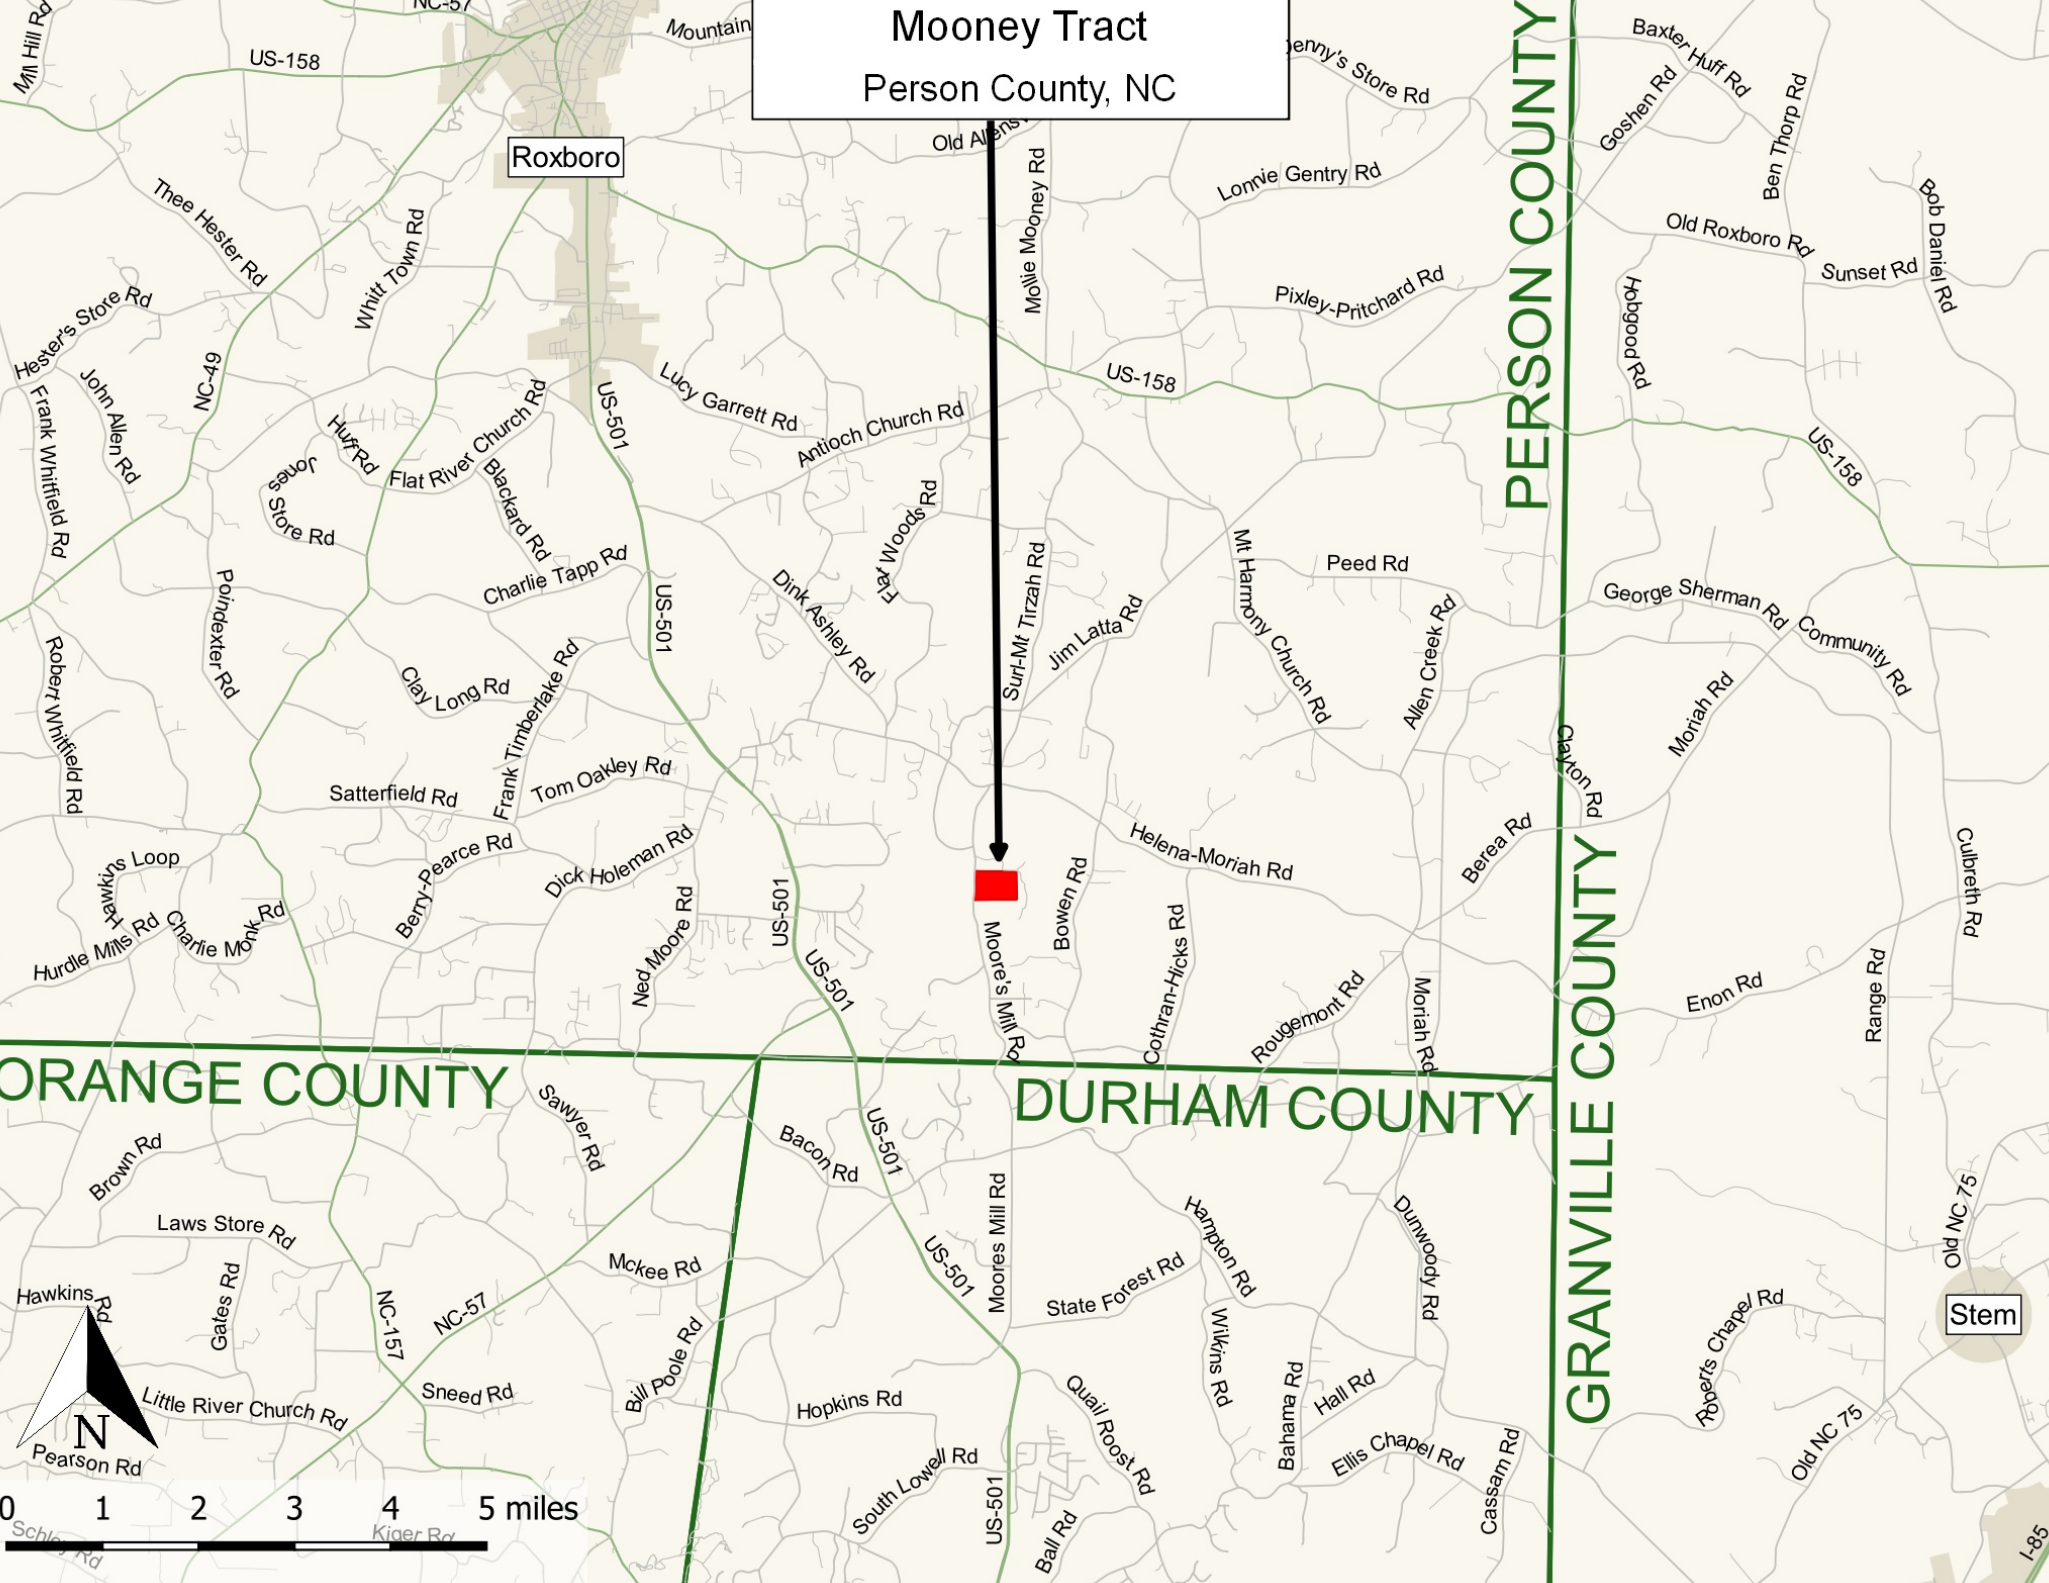 NC-57
Mill Hill Rd
US-158
Mountain
Mooney Tract
Person County, NC
enny's Store Rd
Baxter Huff Rd
Goshen Rd
Ben Thorp Rd
PERSON COUNTY
Roxboro
Old Allensv
Mollie Mooney Rd
Lonnie Gentry Rd
Thee Hester Rd
Whitt Town Rd
Old Roxboro Rd
Bob Daniel Rd
Sunset Rd
Hester's Store Rd
Pixley-Pritchard Rd
Hobgood Rd
NC-49
John Allen Rd
Frank Whitfield Rd
Huff Rd
Flat River Church Rd
US-501
Lucy Garrett Rd
Antioch Church Rd
US-158
US-158
Jones
Store Rd
Blackard Rd
Flat Woods Rd
Charlie Tapp Rd
US-501
Dink Ashley Rd
Surl-Mt Tirzah Rd
Jim Latta Rd
Mt Harmony Church Rd
Peed Rd
Allen Creek Rd
George Sherman Rd
Community Rd
Poindexter Rd
Robert Whitfield Rd
Clay Long Rd
Frank Timberlake Rd
Moriah Rd
Clayton Rd
Satterfield Rd
Tom Oakley Rd
Berea Rd
Helena-Moriah Rd
Culbreth Rd
Hawkins Loop
Berry-Pearce Rd
Dick Holeman Rd
Ned Moore Rd
US-501
Bowen Rd
Hurdle Mills Rd
Charlie Monk Rd
US-501
Moore's Mill Rd
Cothran-Hicks Rd
Rougemont Rd
Moriah Rd
Enon Rd
Range Rd
ORANGE COUNTY
DURHAM COUNTY
GRANVILLE COUNTY
Sawyer Rd
Bacon Rd
US-501
Brown Rd
Laws Store Rd
Gates Rd
Mckee Rd
US-501
Moores Mill Rd
State Forest Rd
Hampton Rd
Dunwoody Rd
Old NC 75
Hawkins Rd
NC-157
NC-57
Bill Poole Rd
Wilkins Rd
Roberts Chapel Rd
Stem
N
Little River Church Rd
Sneed Rd
Hopkins Rd
Quail Roost Rd
Bahama Rd
Hall Rd
Pearson Rd
South Lowell Rd
Ellis Chapel Rd
Cassam Rd
Old NC 75
0 1 2 3 4 5 miles
Schley Rd
Kiger Rd
US-501
Ball Rd
I-85